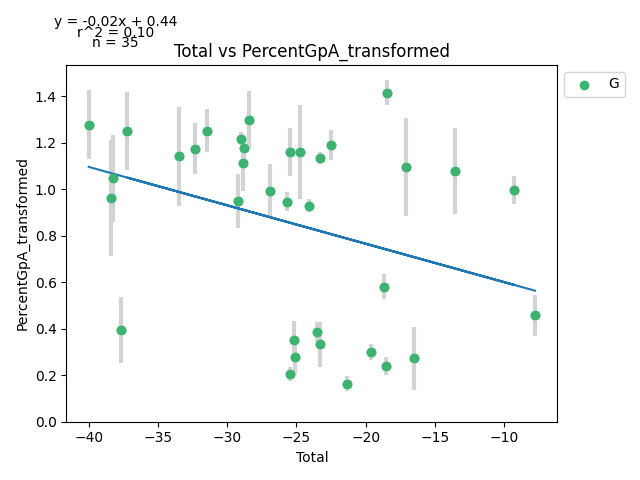 y = -0.02x + 0.44
r^2 = 0.10
n = 35
Total vs PercentGpA_transformed
G
PercentGpA_transformed
1.4
1.2
1.0
0.8
0.6
0.4
0.2
0.0
−40 −35 −30 −25 −20 −15 −10
Total